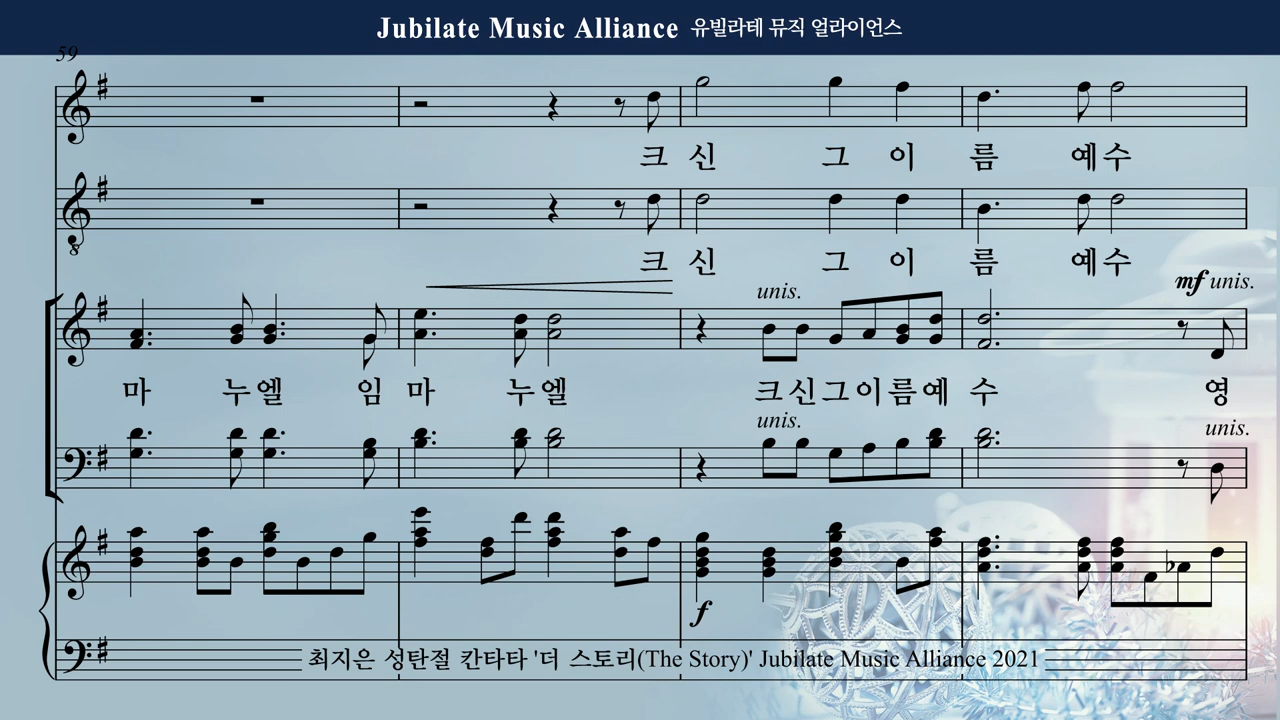 Jubilate Music Alliance 유빌라테 뮤직 얼라이언스
59
크 신 그 이 름 예수
크 신 그 이 름 예수
unis.
mf unis.
마 누엘 임 마 누엘 크신그이름예 수 영
unis.
unis.
f
최지은 성탄절 칸타타 '더 스토리(The Story)' Jubilate Music Alliance 2021